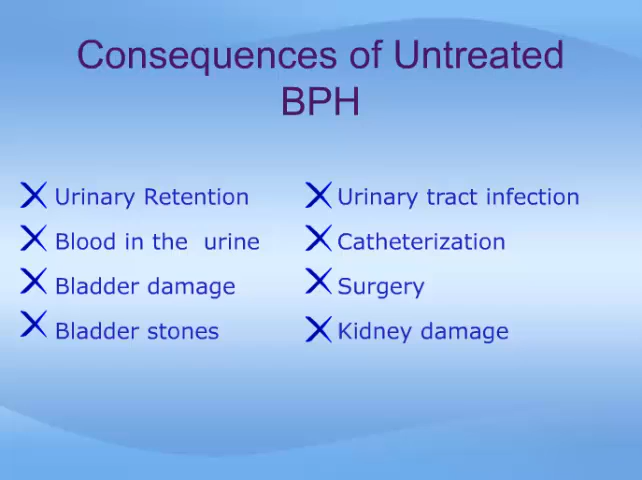 Consequences of Untreated
BPH
Urinary Retention
Blood in the urine
Bladder damage
Bladder stones
Urinary tract infection
Catheterization
Surgery
Kidney damage